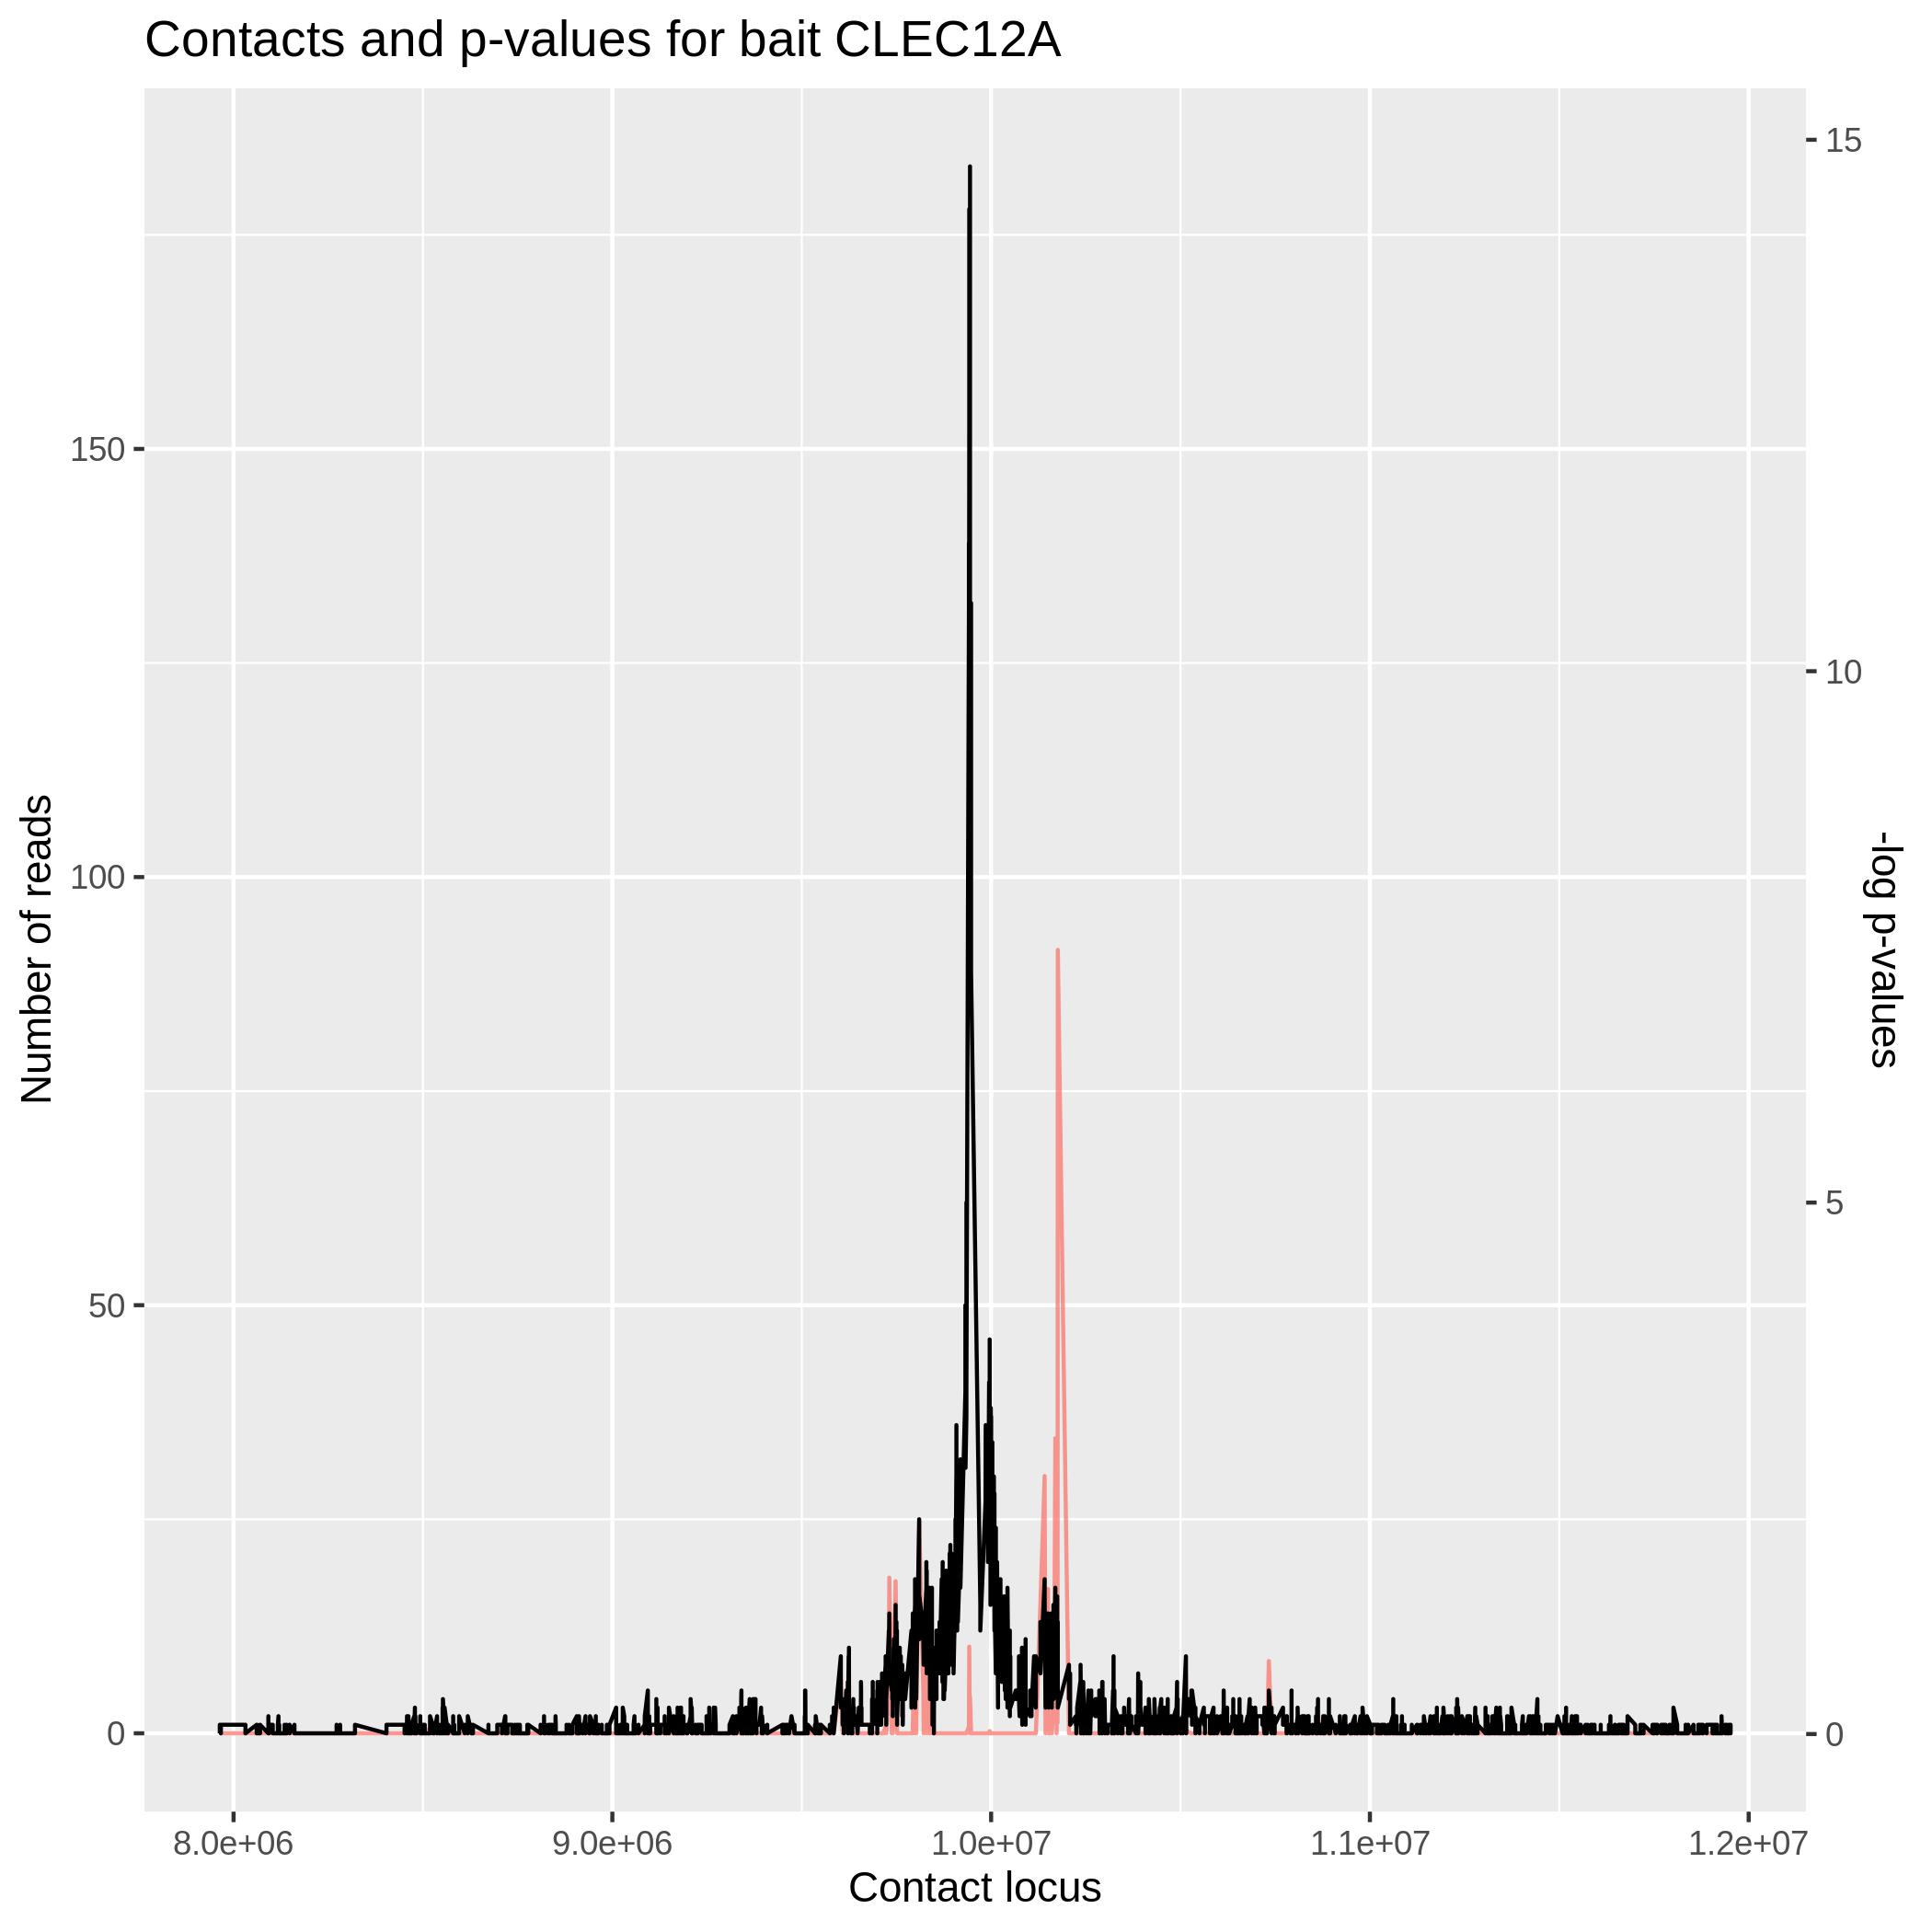 Contacts and p-values for bait CLEC12A
15
150
10
100
5
50
0
0
Number of reads
-log p-values
8.0e+06 9.0e+06 1.0e+07 1.1e+07 1.2e+07
Contact locus